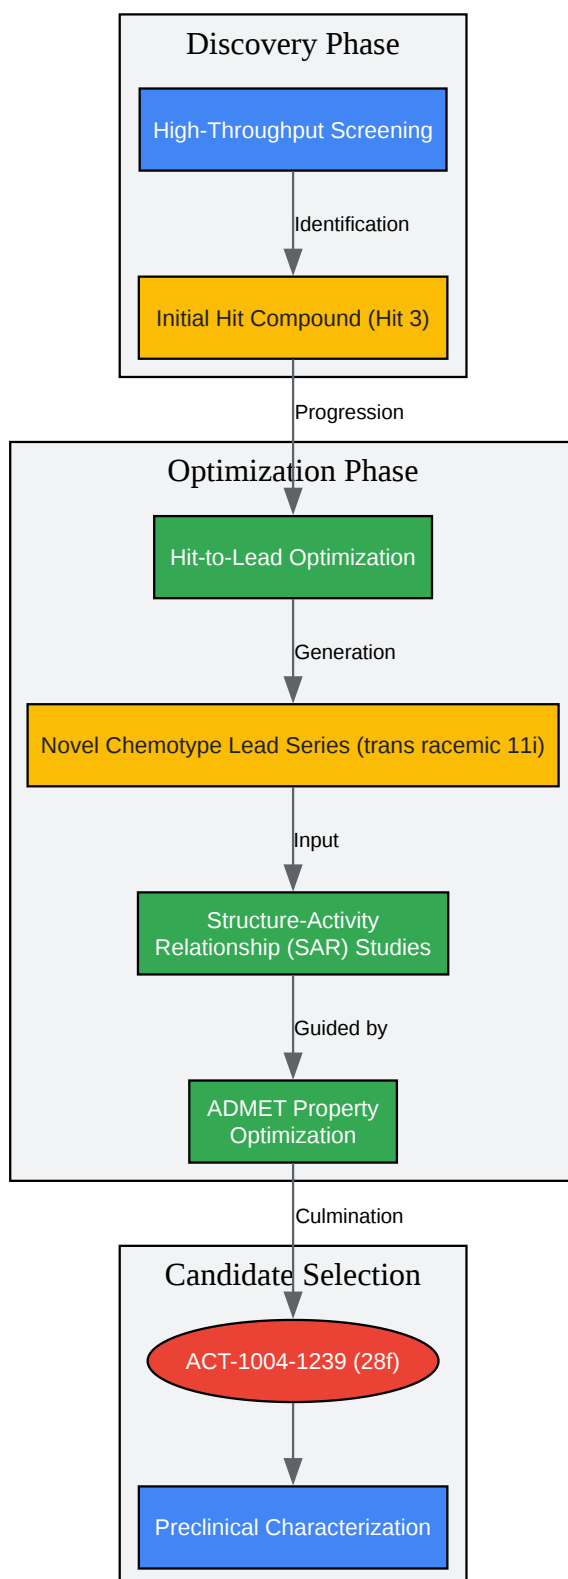 Discovery Phase
High-Throughput Screening
Identification
Initial Hit Compound (Hit 3)
Progression
Optimization Phase
Hit-to-Lead Optimization
Generation
Novel Chemotype Lead Series (trans racemic 11i)
Input
Structure-Activity
Relationship (SAR) Studies
Guided by
ADMET Property
Optimization
Culmination
Candidate Selection
ACT-1004-1239 (28f)
Preclinical Characterization